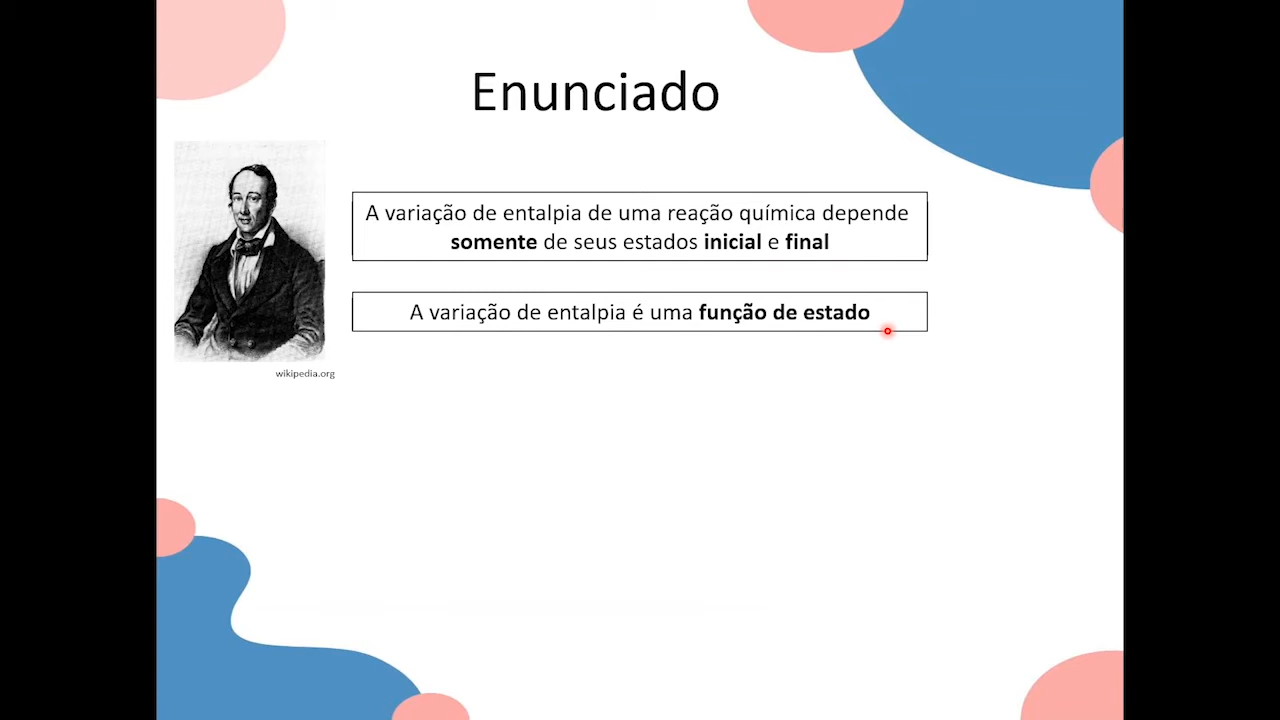 Enunciado
A variação de entalpia de uma reação química depende
somente de seus estados inicial e final
A variação de entalpia é uma função de estado
wikipedia.org